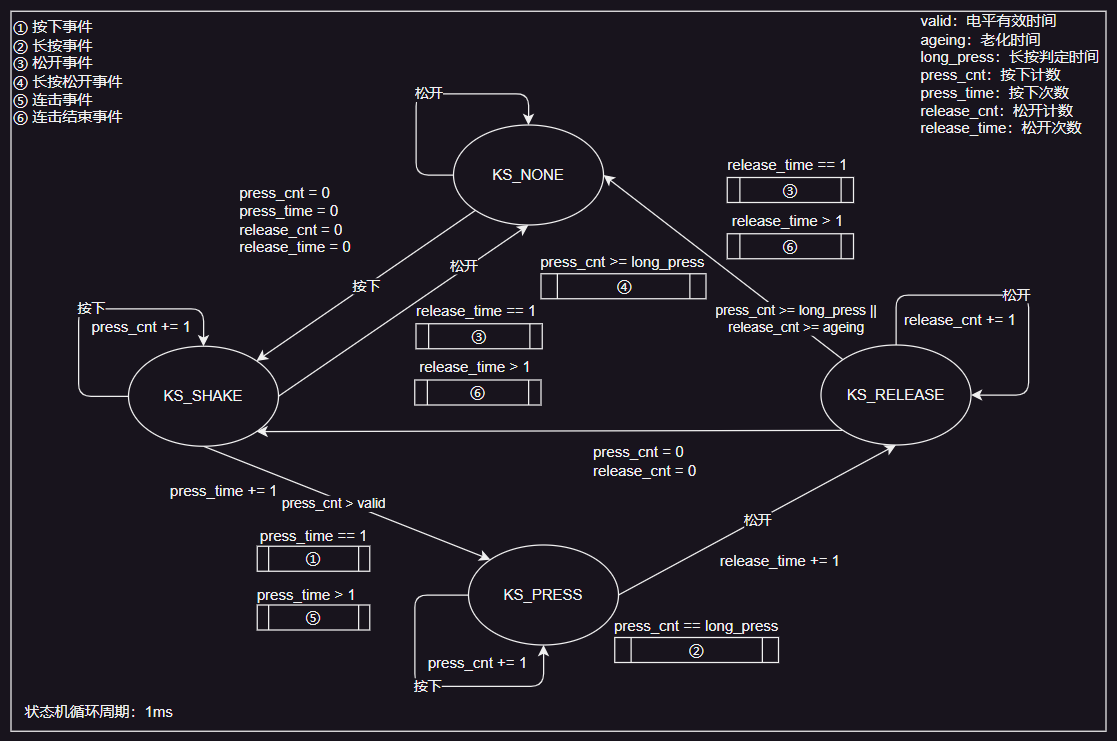 ① 按下事件
② 长按事件
③ 松开事件
④ 长按松开事件
⑤ 连击事件
⑥ 连击结束事件
valid：电平有效时间
ageing：老化时间
long_press：长按判定时间
press_cnt：按下计数
press_time：按下次数
release_cnt：松开计数
release_time：松开次数
松开
KS_NONE
press_cnt = 0
press_time = 0
release_cnt = 0
release_time = 0
按下
松开
release_time == 1
③
release_time > 1
⑥
press_cnt >= long_press
④
press_cnt >= long_press ||
release_cnt >= ageing
release_time == 1
③
release_time > 1
⑥
按下
press_cnt += 1
KS_SHAKE
松开
release_cnt += 1
KS_RELEASE
press_cnt = 0
release_cnt = 0
press_time += 1
press_cnt > valid
press_time == 1
①
press_time > 1
⑤
松开
release_time += 1
KS_PRESS
press_cnt == long_press
②
press_cnt += 1
按下
状态机循环周期：1ms